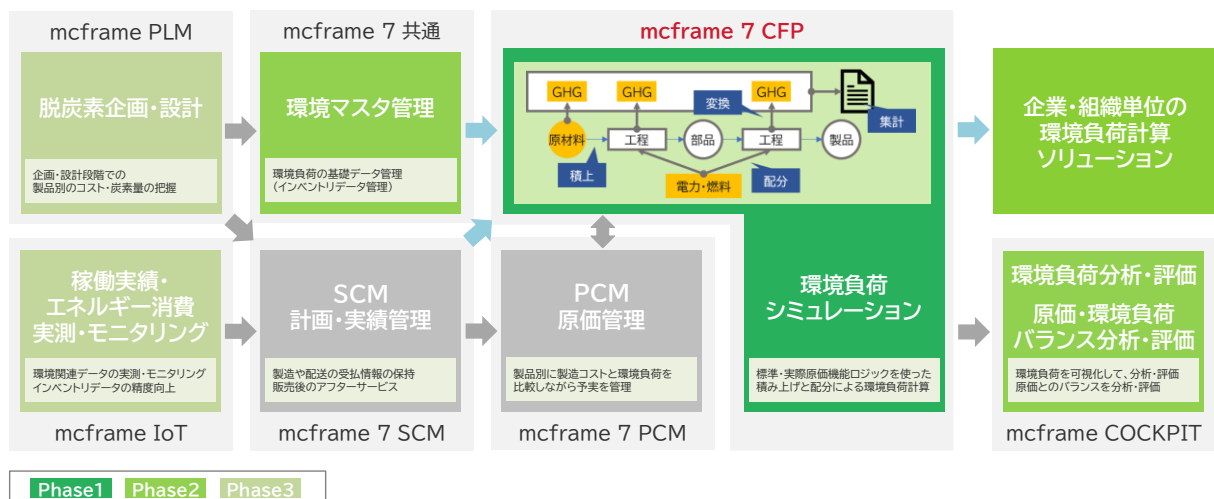 mcframe PLM
脱炭素企画・設計
企画・設計段階での
製品別のコスト・炭素量の把握
mcframe 7 共通
環境マスタ管理
環境負荷の基礎データ管理
（インベントリデータ管理）
mcframe 7 CFP
GHG
GHG
GHG
変換
集計
原材料
工程
部品
工程
製品
積上
電力・燃料
配分
環境負荷
シミュレーション
標準・実際原価機能ロジックを使った
積み上げと配分による環境負荷計算
企業・組織単位の
環境負荷計算
ソリューション
稼働実績・
エネルギー消費
実測・モニタリング
環境関連データの実測・モニタリング
インベントリデータの精度向上
mcframe IoT
SCM
計画・実績管理
製造や配送の受払情報の保持
販売後のアフターサービス
mcframe 7 SCM
PCM
原価管理
製品別に製造コストと環境負荷を
比較しながら予実を管理
mcframe 7 PCM
環境負荷分析・評価
原価・環境負荷
バランス分析・評価
環境負荷を可視化して、分析・評価
原価とのバランスを分析・評価
mcframe COCKPIT
Phase1 Phase2 Phase3